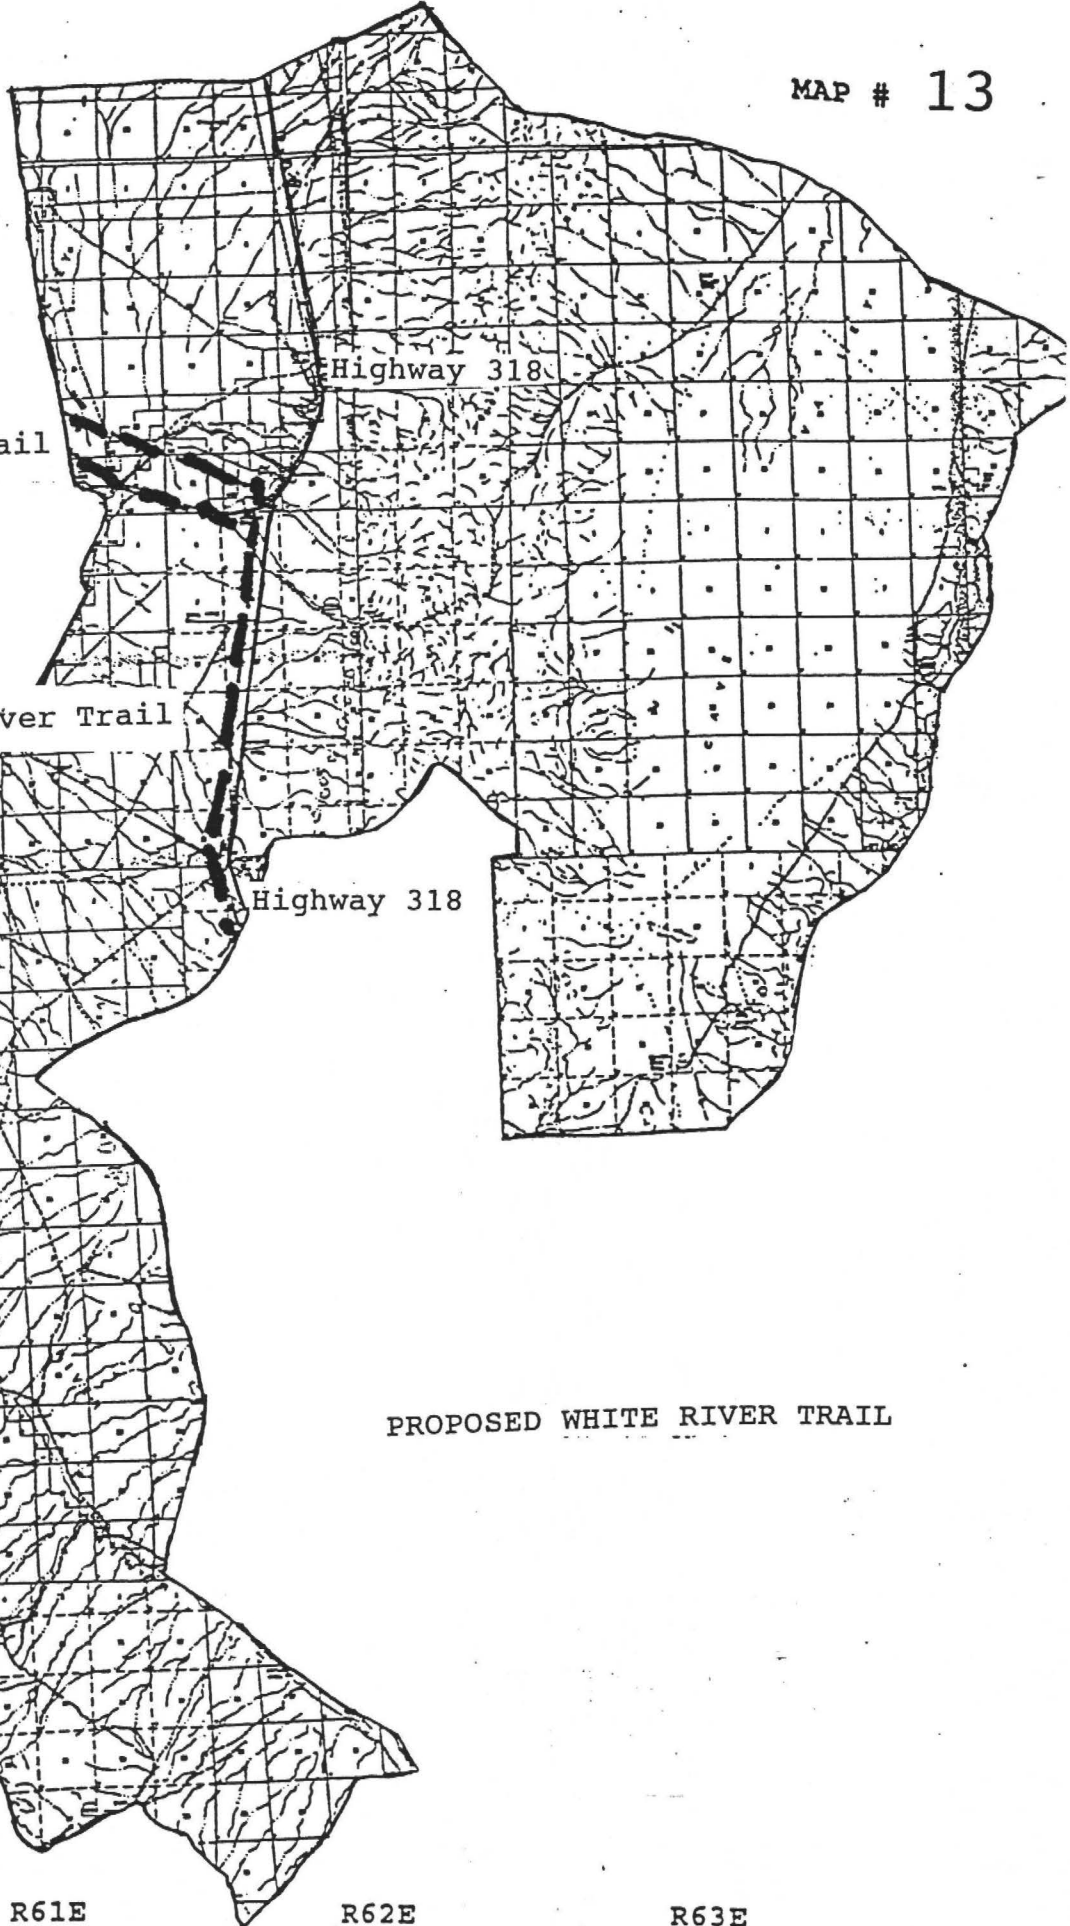 MAP # 13
Highway 318
ail
ver Trail
Highway 318
PROPOSED WHITE RIVER TRAIL
R61E R62E R63E